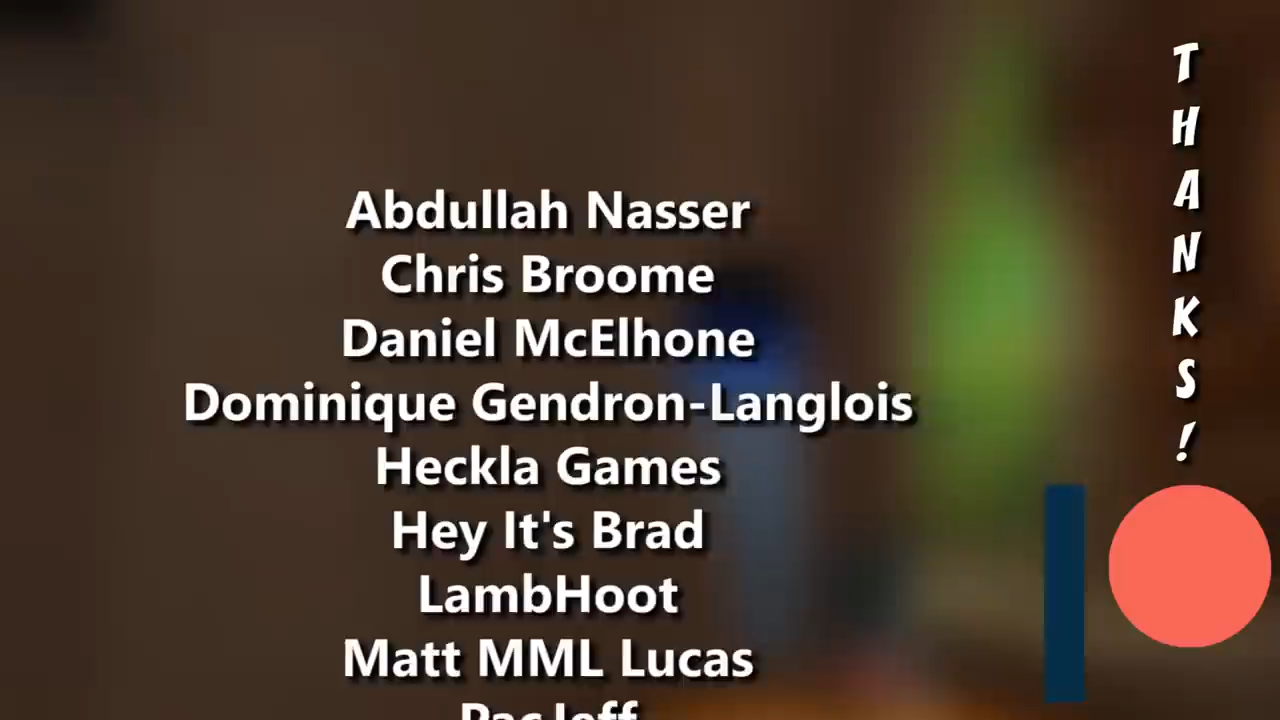 Abdullah Nasser
Chris Broome
Daniel McElhone
Dominique Gendron-Langlois
Heckla Games
Hey It's Brad
LambHoot
Matt MML Lucas
PacJeff
THANKS!